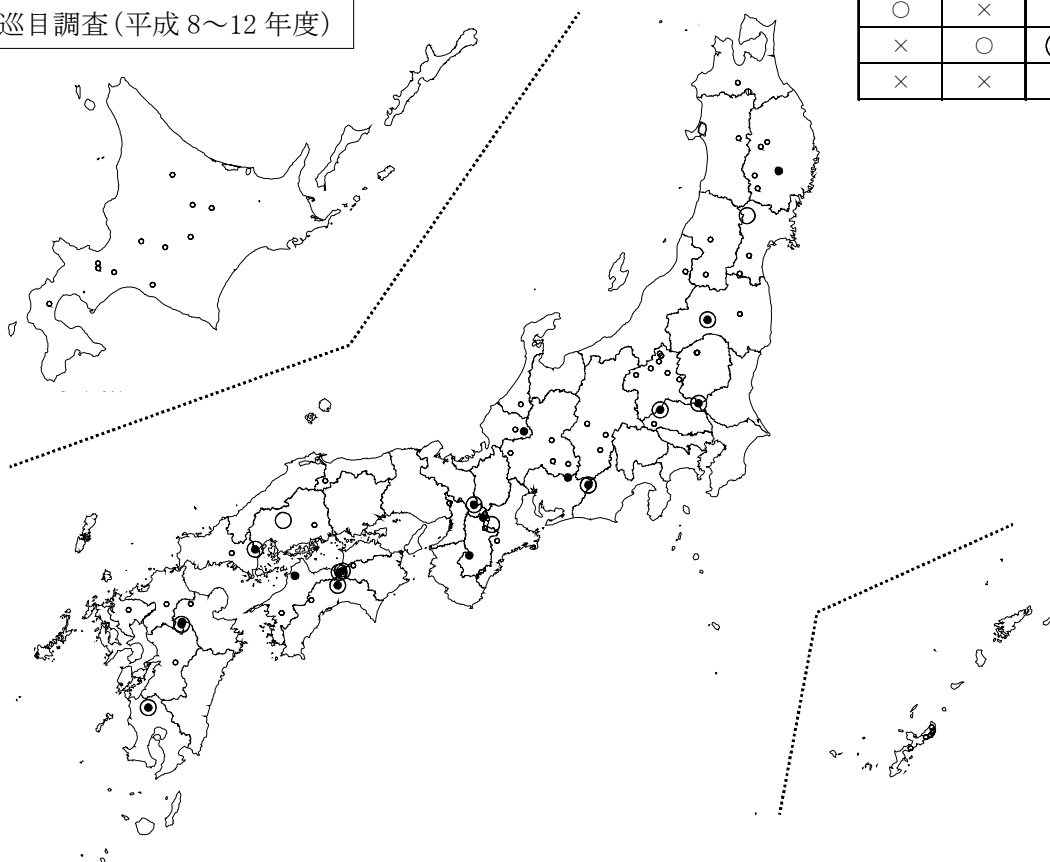 巡目調査(平成 8～12 年度)
○ ×
× ○
× ×